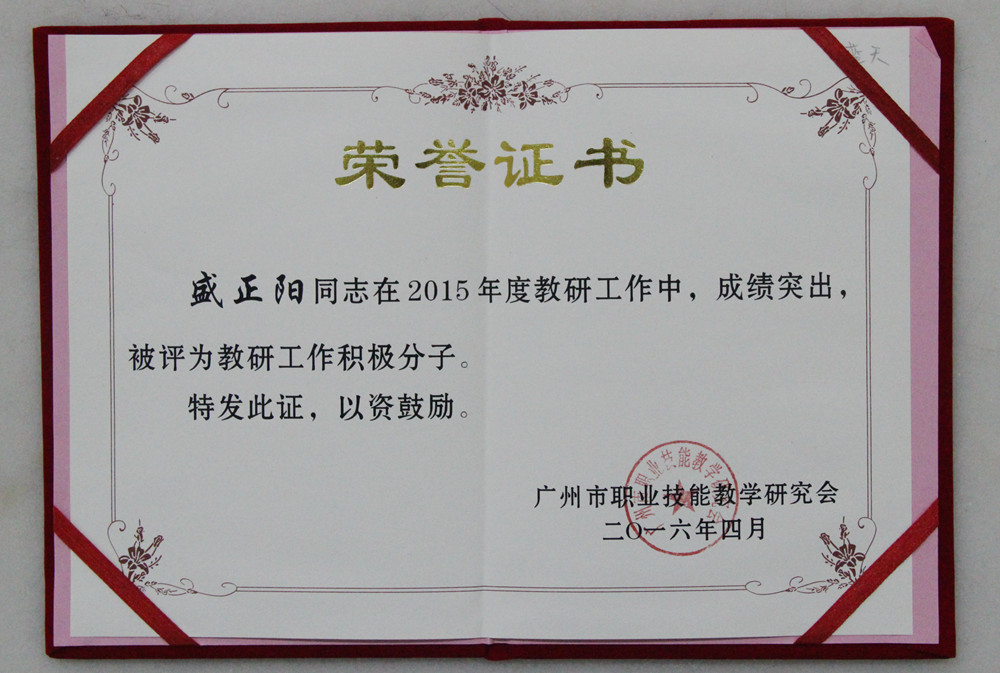 荣誉证书
盛正阳同志在2015年度教研工作中，成绩突出，
被评为教研工作积极分子。
特发此证，以资鼓励。
广州市职业技能教学研究会
二〇一六年四月